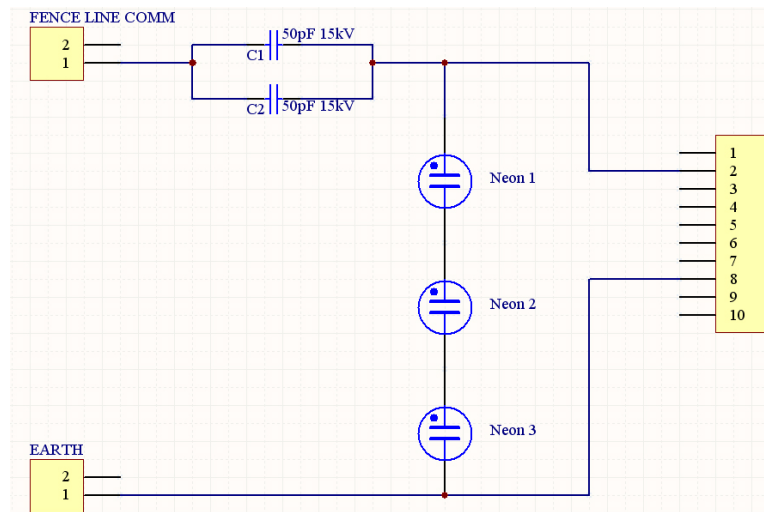 FENCE LINE COMM
2
1
C1
50pF 15kV
C2
50pF 15kV
Neon 1
Neon 2
Neon 3
1
2
3
4
5
6
7
8
9
10
EARTH
2
1